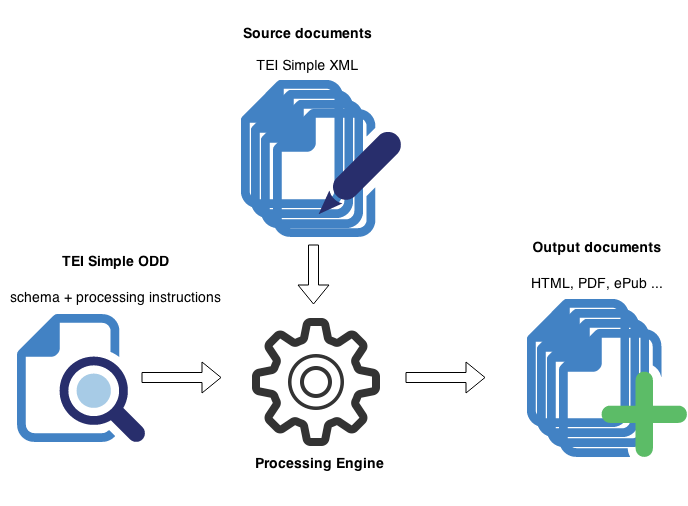 Source documents
TEI Simple XML
TEI Simple ODD
schema + processing instructions
Processing Engine
Output documents
HTML, PDF, ePub ...